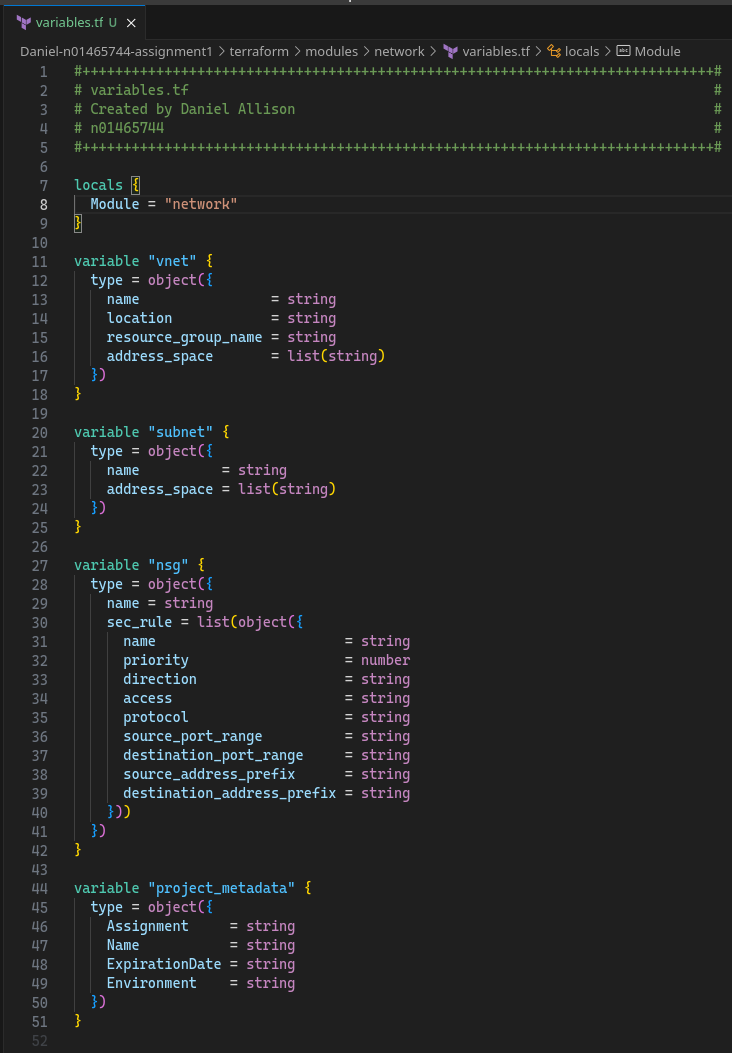 variables.tf U ×
Daniel-n01465744-assignment1 > terraform > modules > network > variables.tf > locals > abc Module
1 #++++++++++++++++++++++++++++++++++++++++++++++++++++++++++++++++++++++++++++++#
2 # variables.tf #
3 # Created by Daniel Allison #
4 # n01465744 #
5 #++++++++++++++++++++++++++++++++++++++++++++++++++++++++++++++++++++++++++++++#
6
7 locals {
8   Module = "network"
9 }
10
11 variable "vnet" {
12   type = object({
13     name                = string
14     location            = string
15     resource_group_name = string
16     address_space       = list(string)
17   })
18 }
19
20 variable "subnet" {
21   type = object({
22     name          = string
23     address_space = list(string)
24   })
25 }
26
27 variable "nsg" {
28   type = object({
29     name = string
30     sec_rule = list(object({
31       name                       = string
32       priority                   = number
33       direction                  = string
34       access                     = string
35       protocol                   = string
36       source_port_range          = string
37       destination_port_range     = string
38       source_address_prefix      = string
39       destination_address_prefix = string
40     }))
41   })
42 }
43
44 variable "project_metadata" {
45   type = object({
46     Assignment     = string
47     Name           = string
48     ExpirationDate = string
49     Environment    = string
50   })
51 }
52